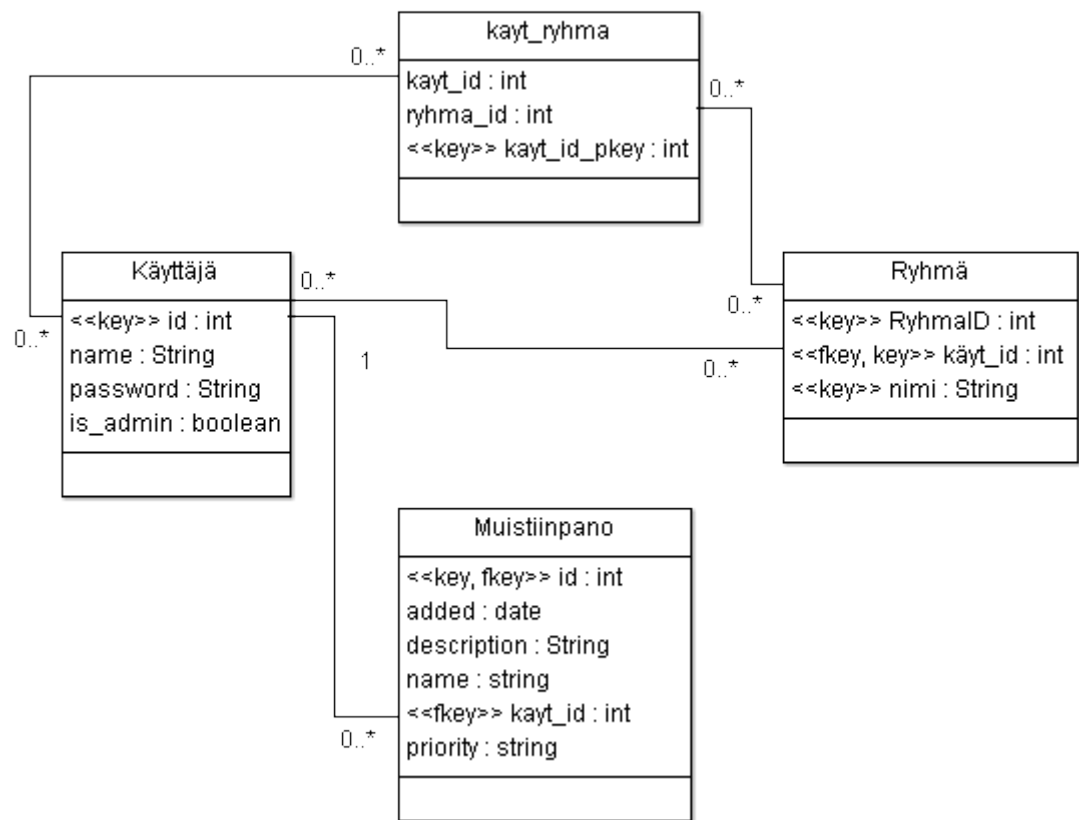 kayt_ryhma
0..*
kayt_id : int
ryhma_id : int
<<key>> kayt_id_pkey : int
0..*
Käyttäjä
0..*
<<key>> id : int
name : String
password : String
is_admin : boolean
0..*
1
Ryhmä
0..*
<<key>> RyhmaID : int
<<fkey, key>> käyt_id : int
<<key>> nimi : String
0..*
Muistiinpano
<<key, fkey>> id : int
added : date
description : String
name : string
<<fkey>> kayt_id : int
priority : string
0..*